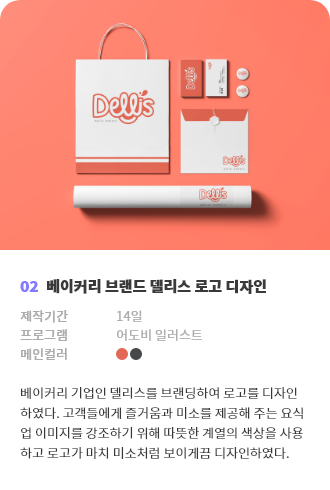 Delli's
Delli's
02 베이커리 브랜드 델리스 로고 디자인
제작기간 14일
프로그램 어도비 일러스트
메인컬러
베이커리 기업인 델리스를 브랜딩하여 로고를 디자인
하였다. 고객들에게 즐거움과 미소를 제공해 주는 요식
업 이미지를 강조하기 위해 따뜻한 계열의 색상을 사용
하고 로고가 마치 미소처럼 보이게끔 디자인하였다.